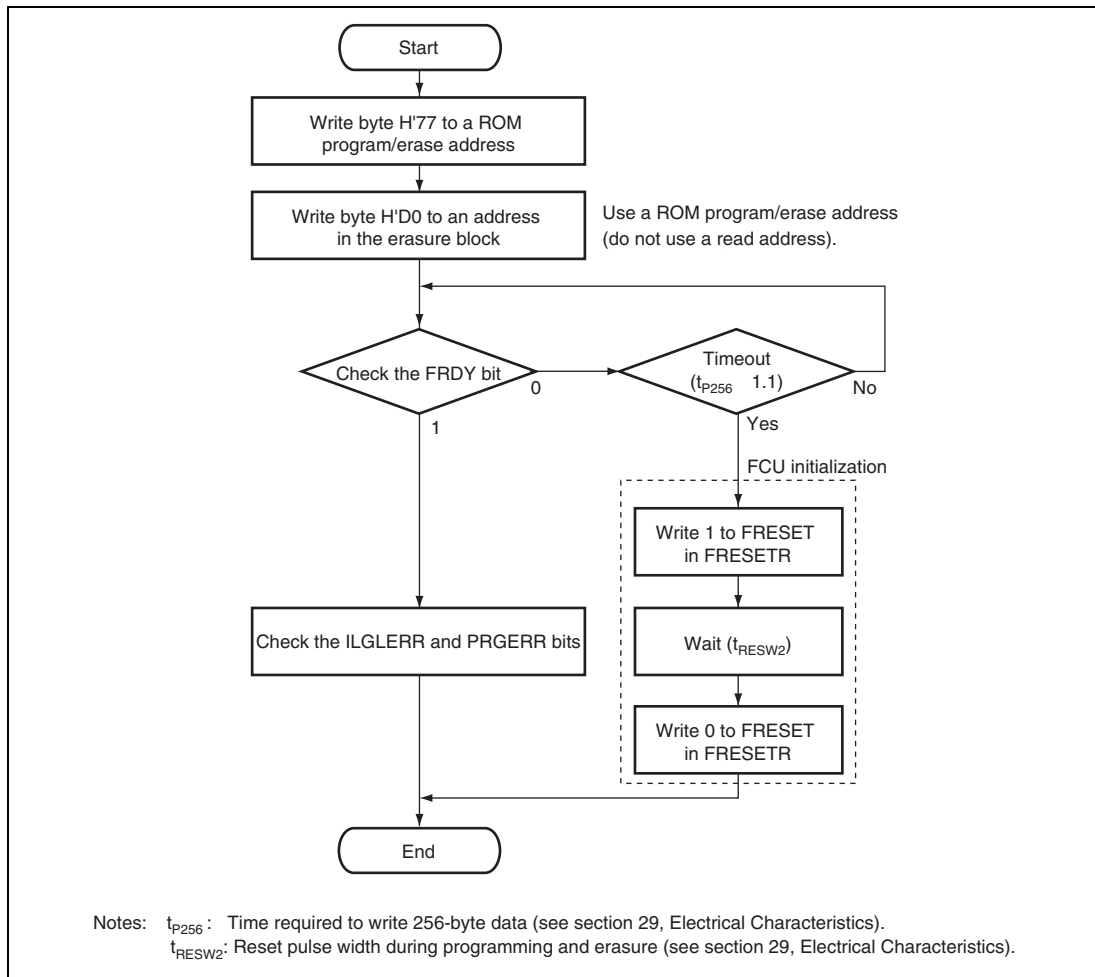 Start
Write byte H'77 to a ROM
program/erase address
Write byte H'D0 to an address
in the erasure block
Use a ROM program/erase address
(do not use a read address).
Check the FRDY bit
0
1
Timeout
(tP256 1.1)
No
Yes
FCU initialization
Write 1 to FRESET
in FRESETR
Wait (tRESW2)
Write 0 to FRESET
in FRESETR
Check the ILGLERR and PRGERR bits
End
Notes: tP256 : Time required to write 256-byte data (see section 29, Electrical Characteristics).
tRESW2: Reset pulse width during programming and erasure (see section 29, Electrical Characteristics).